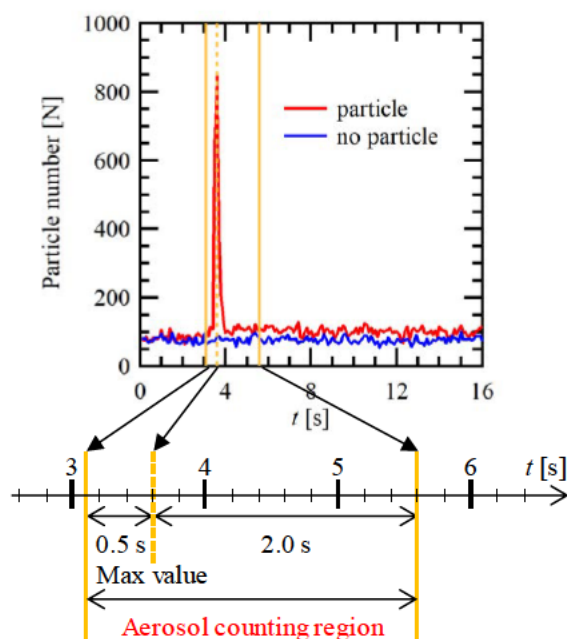 1000
800
600
400
200
0
Particle number [N]
particle
no particle
0 4 8 12 16
t [s]
3 4 5 6 t [s]
0.5 s 2.0 s
Max value
Aerosol counting region